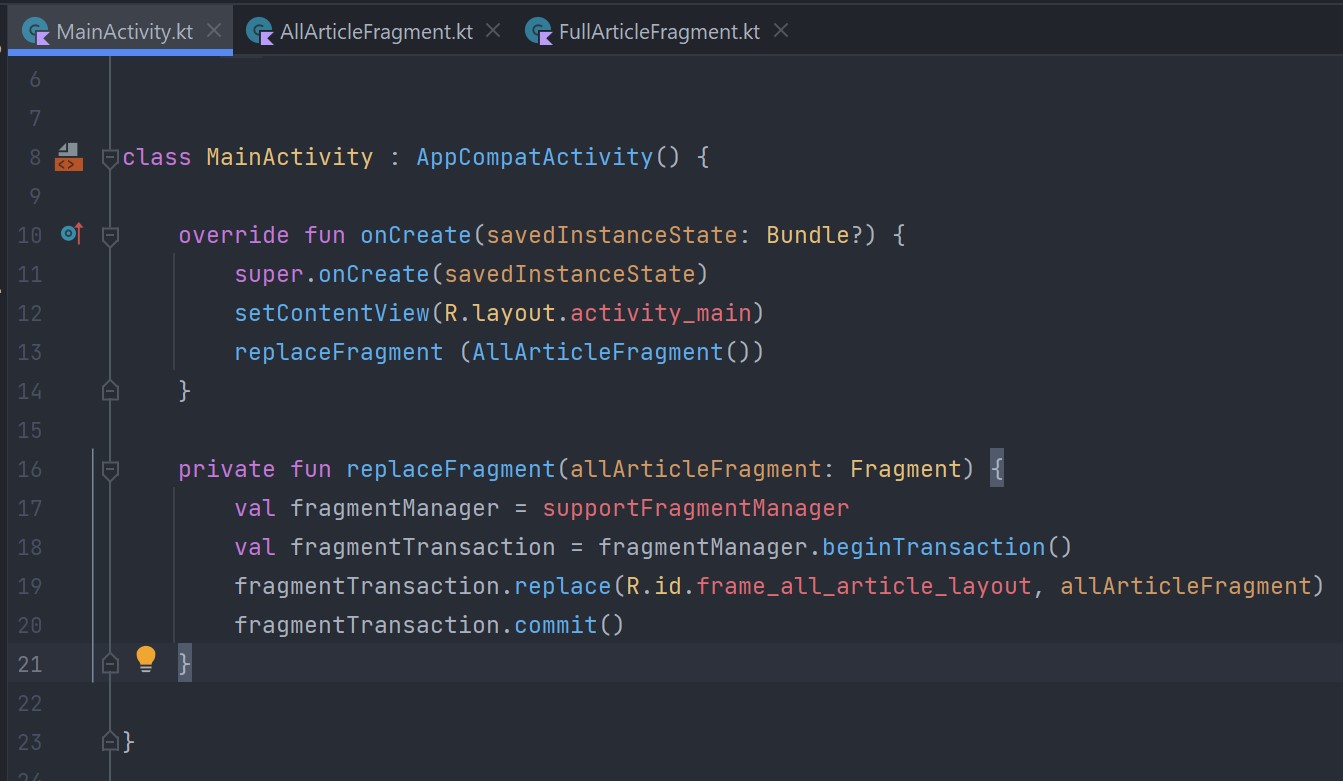 MainActivity.kt AllArticleFragment.kt FullArticleFragment.kt
6
7
8 class MainActivity : AppCompatActivity() {
9
10 override fun onCreate(savedInstanceState: Bundle?) {
11 super.onCreate(savedInstanceState)
12 setContentView(R.layout.activity_main)
13 replaceFragment (AllArticleFragment())
14 }
15
16 private fun replaceFragment(allArticleFragment: Fragment) {
17 val fragmentManager = supportFragmentManager
18 val fragmentTransaction = fragmentManager.beginTransaction()
19 fragmentTransaction.replace(R.id.frame_all_article_layout, allArticleFragment)
20 fragmentTransaction.commit()
21 }
22
23 }
24